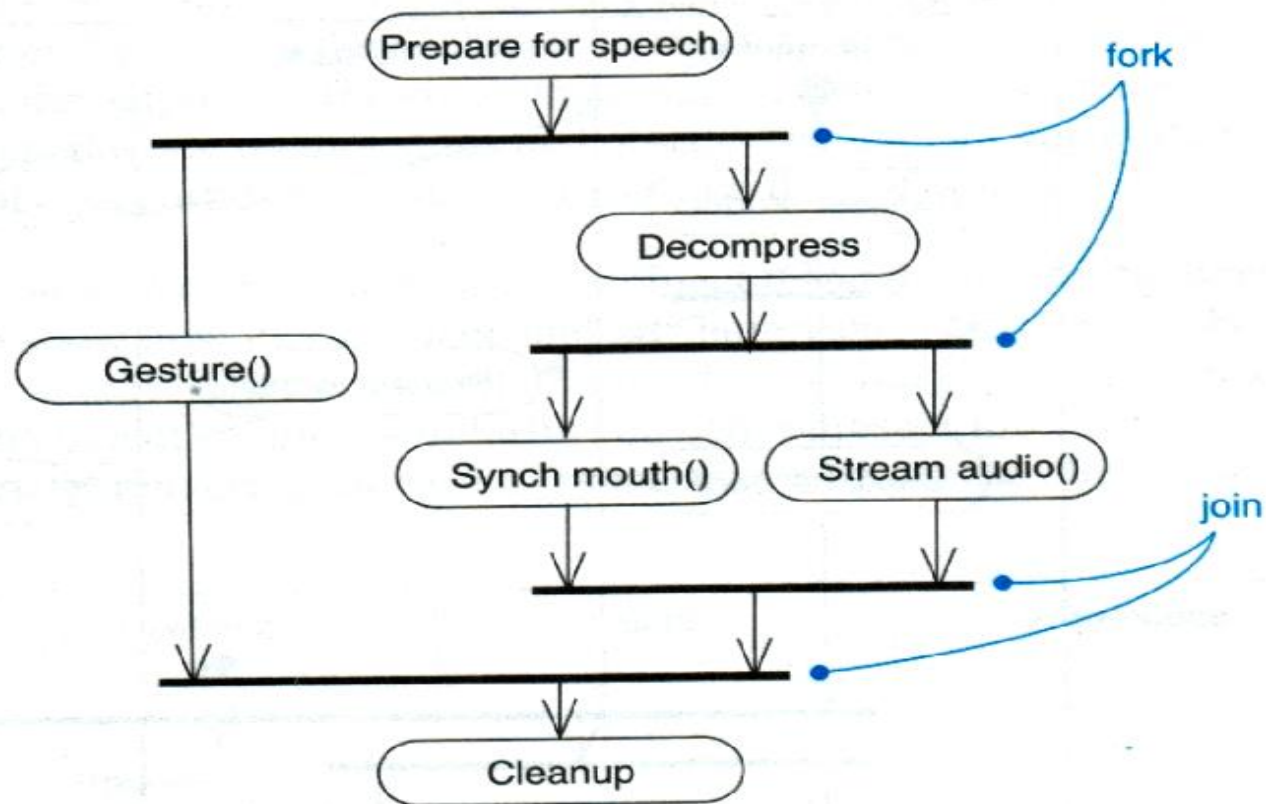 Prepare for speech
fork
Decompress
Gesture()
Synch mouth()
Stream audio()
join
Cleanup